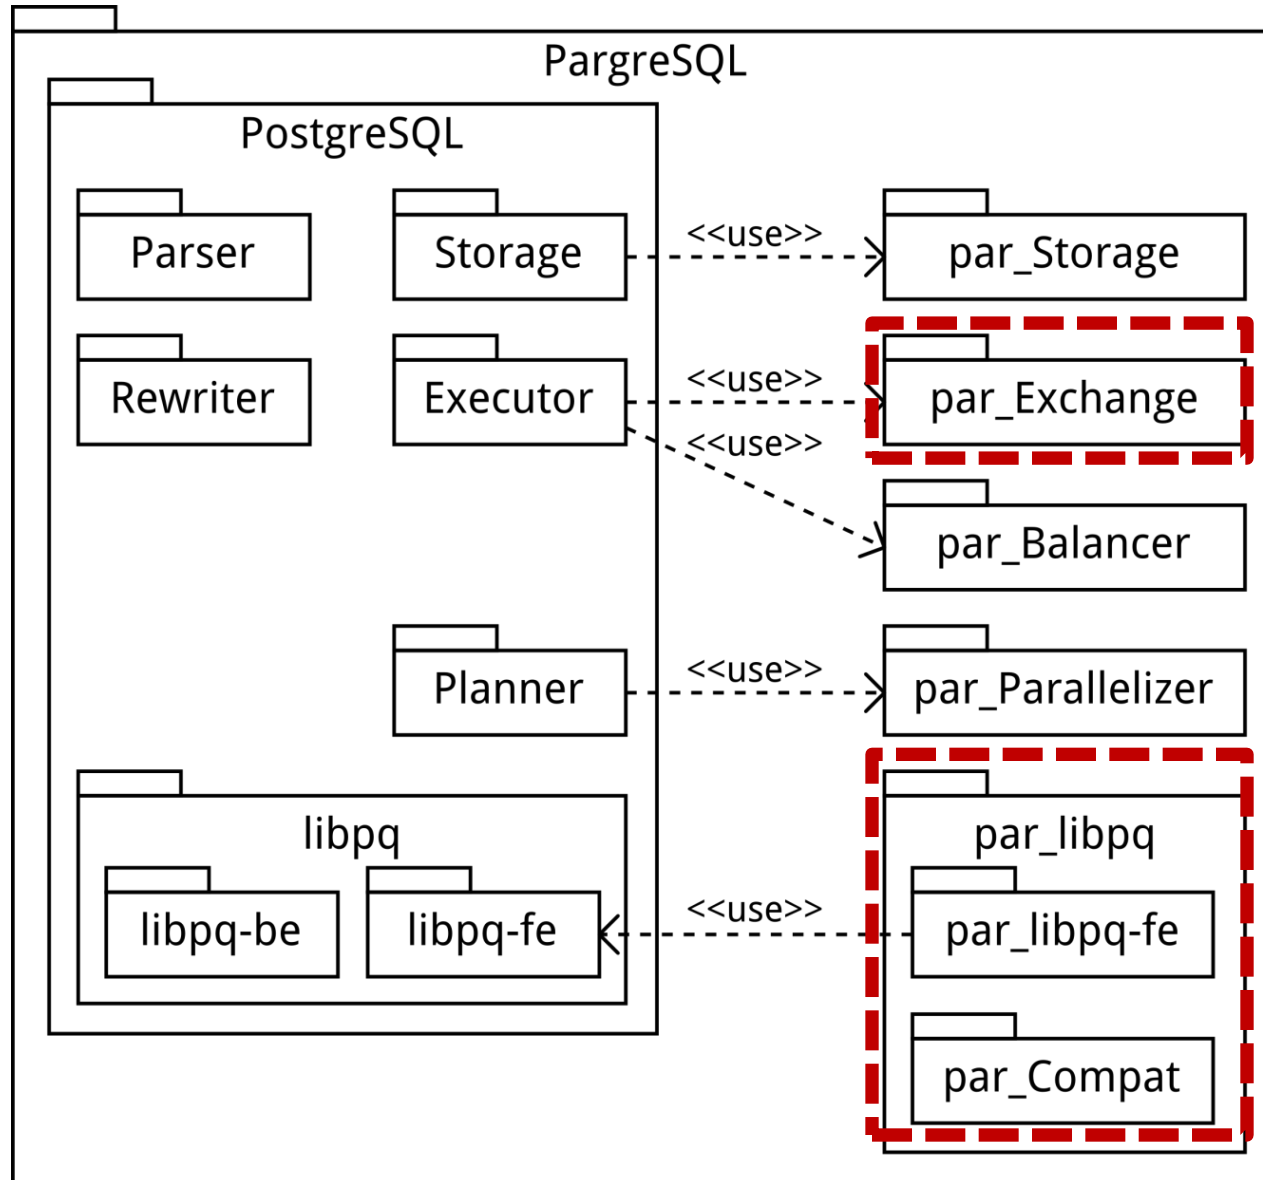 PargreSQL
PostgreSQL
Parser
Storage
<<use>>
par_Storage
Rewriter
Executor
<<use>>
par_Exchange
<<use>>
par_Balancer
Planner
<<use>>
par_Parallelizer
libpq
par_libpq
libpq-be
libpq-fe
<<use>>
par_libpq-fe
par_Compat